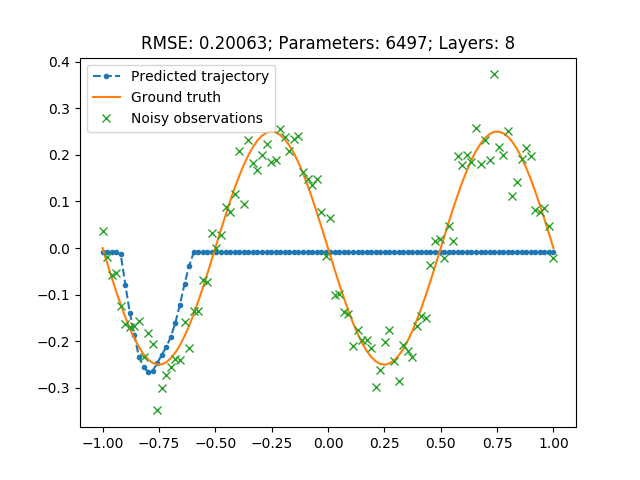 RMSE: 0.20063; Parameters: 6497; Layers: 8
Predicted trajectory
Ground truth
Noisy observations
0.4
0.3
0.2
0.1
0.0
−0.1
−0.2
−0.3
−1.00 −0.75 −0.50 −0.25 0.00 0.25 0.50 0.75 1.00